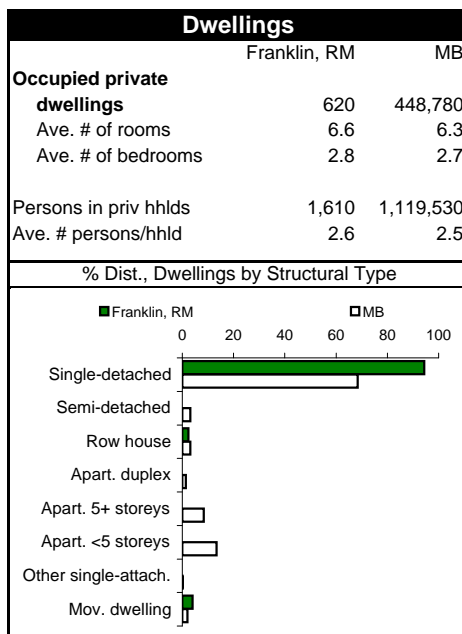 Dwellings
Franklin, RM MB
Occupied private
dwellings 620 448,780
Ave. # of rooms 6.6 6.3
Ave. # of bedrooms 2.8 2.7
Persons in priv hhlds 1,610 1,119,530
Ave. # persons/hhld 2.6 2.5
% Dist., Dwellings by Structural Type
Franklin, RM MB
0 20 40 60 80 100
Single-detached
Semi-detached
Row house
Apart. duplex
Apart. 5+ storeys
Apart. <5 storeys
Other single-attach.
Mov. dwelling